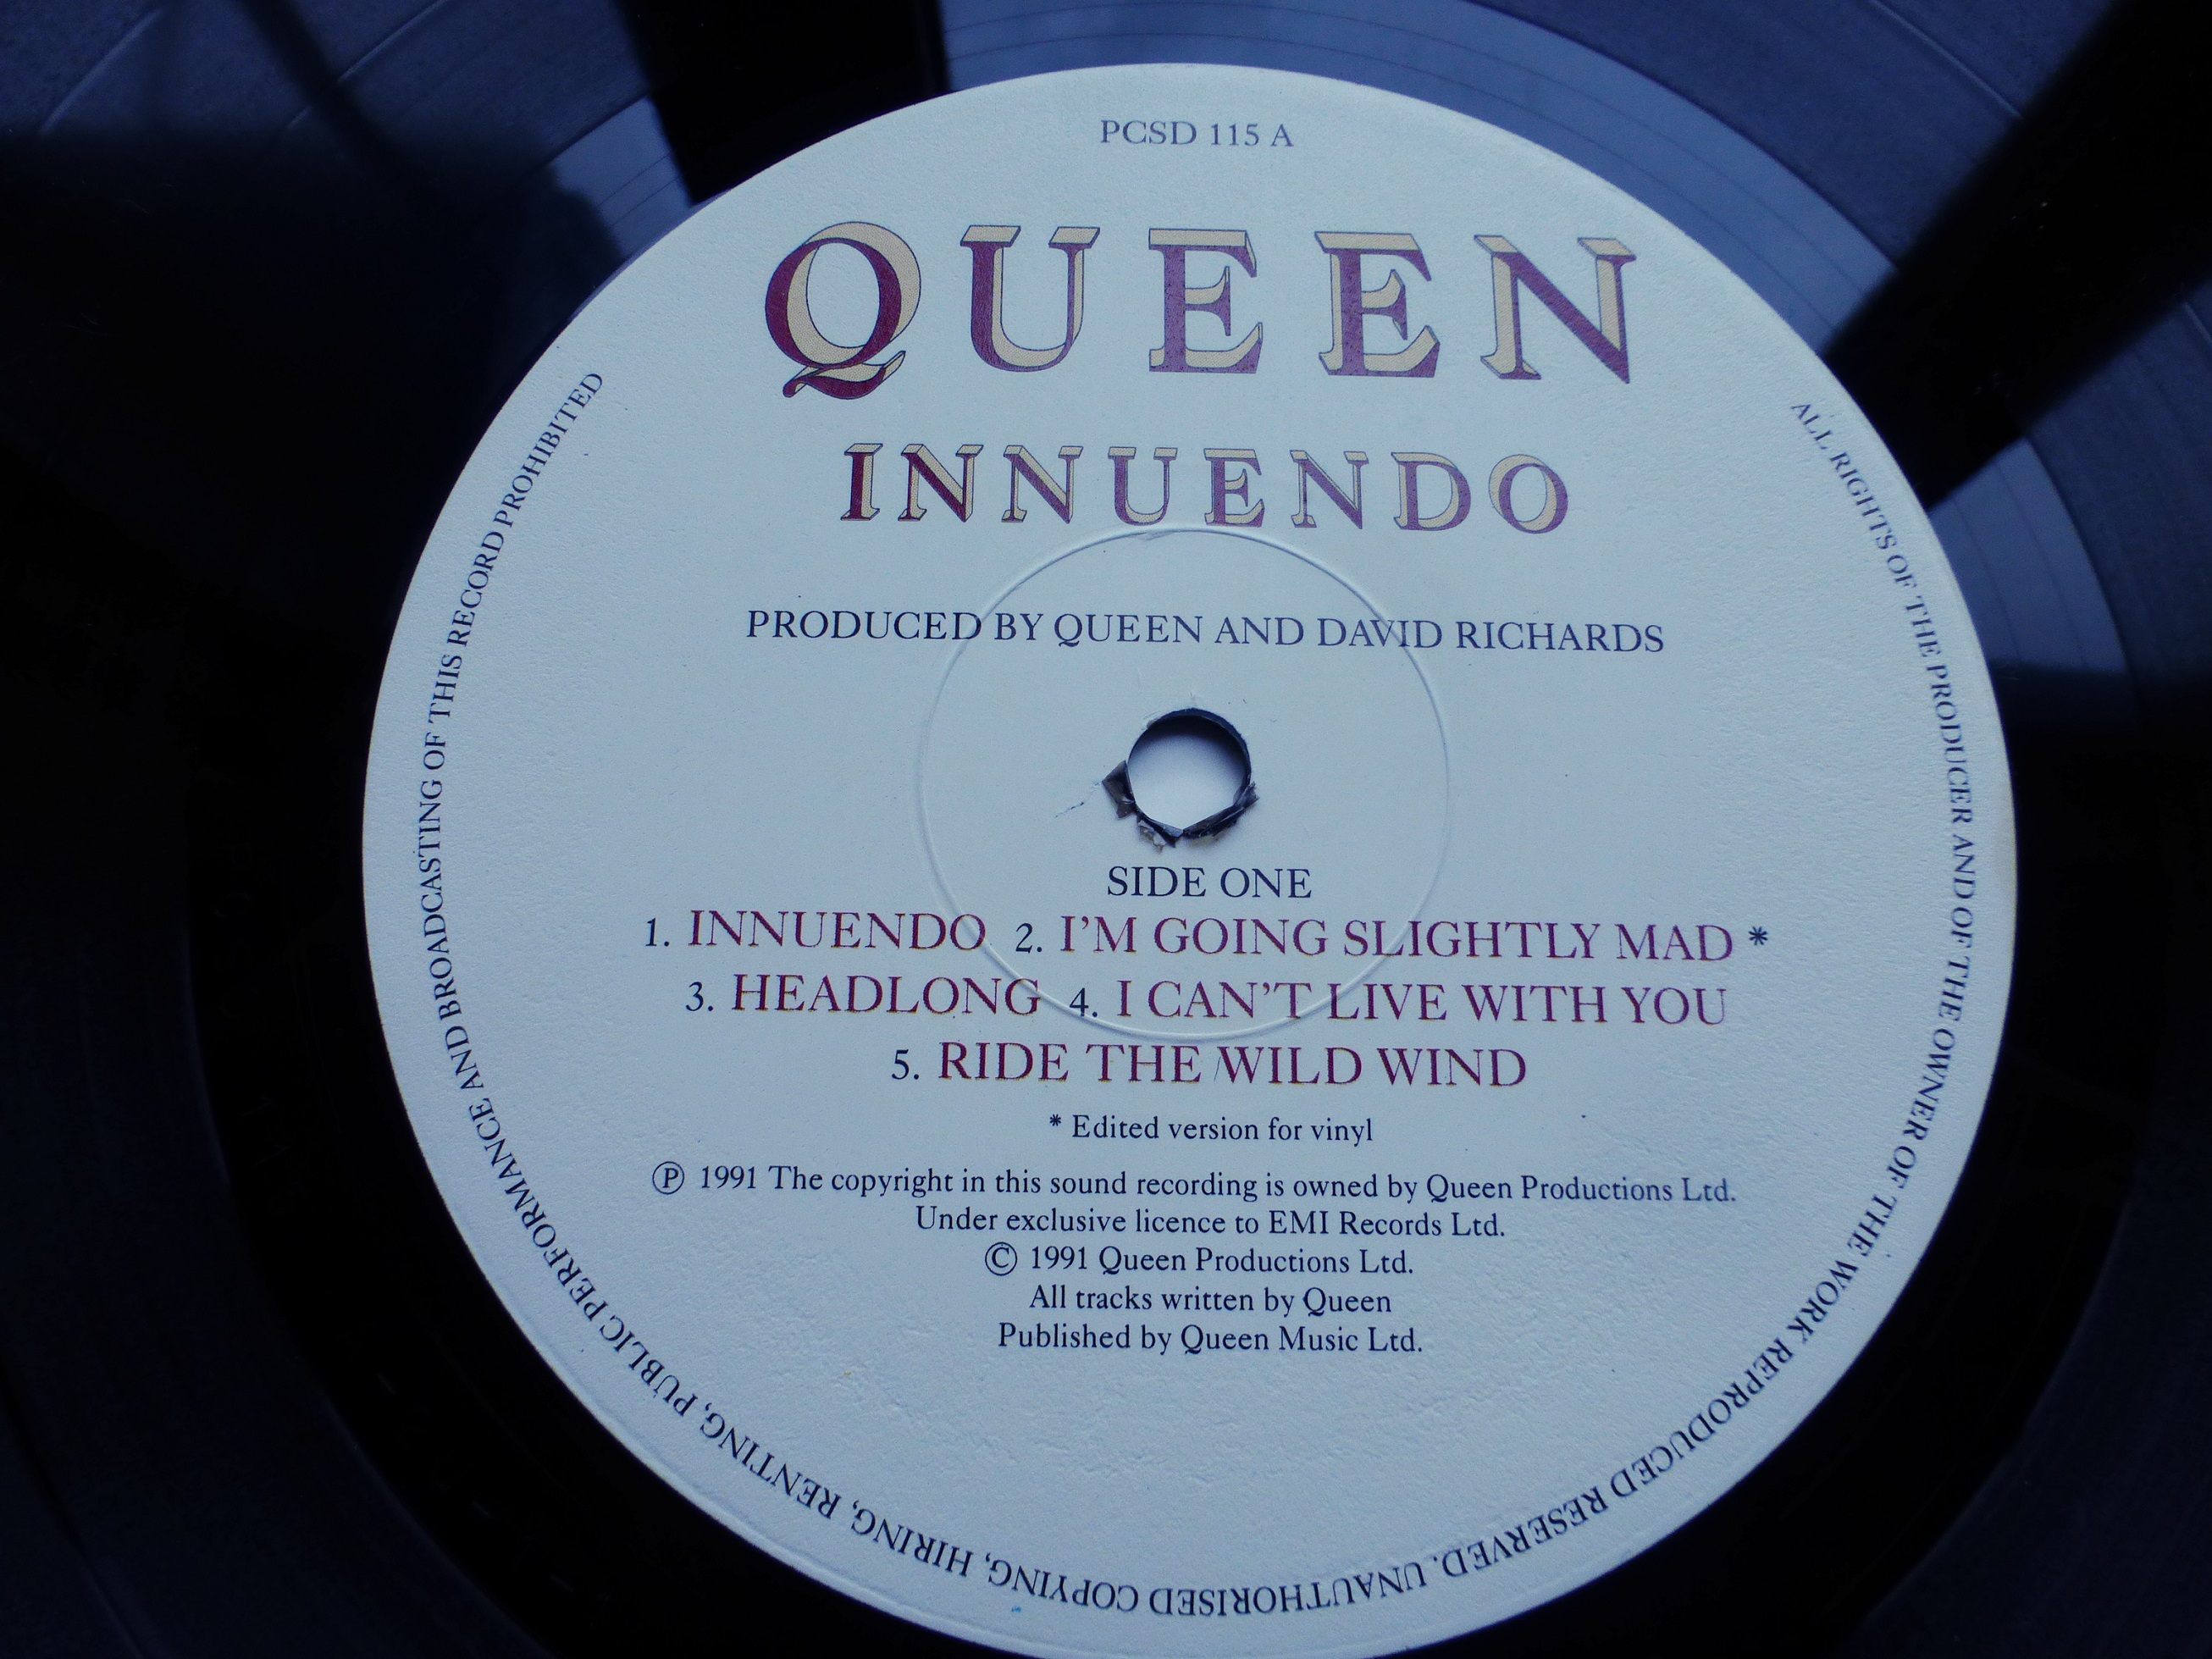 PCSD 115 A
QUEEN
INNUENDO
PRODUCED BY QUEEN AND DAVID RICHARDS
SIDE ONE
1. INNUENDO 2. I'M GOING SLIGHTLY MAD *
3. HEADLONG 4. I CAN'T LIVE WITH YOU
5. RIDE THE WILD WIND
* Edited version for vinyl
Ⓟ 1991 The copyright in this sound recording is owned by Queen Productions Ltd.
Under exclusive licence to EMI Records Ltd.
© 1991 Queen Productions Ltd.
All tracks written by Queen
Published by Queen Music Ltd.
ALL RIGHTS OF THE PRODUCER AND OF THE OWNER OF THE WORK REPRODUCED RESERVED. UNAUTHORISED COPYING, HIRING, RENTING, PUBLIC PERFORMANCE AND BROADCASTING OF THIS RECORD PROHIBITED